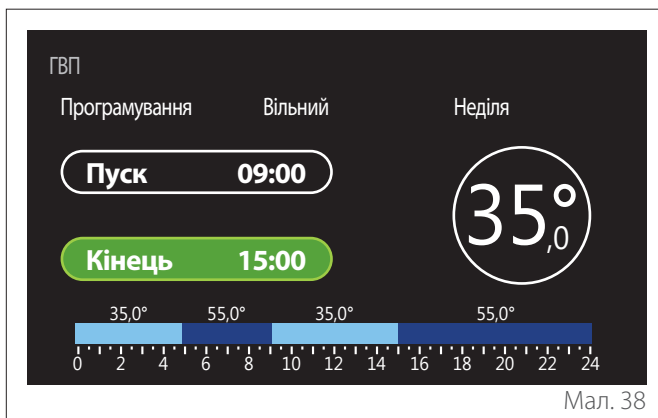 ГВП
Програмування Вільний Неділя
Пуск 09:00
35,0°
Кінець 15:00
35,0° 55,0° 35,0° 55,0°
0 2 4 6 8 10 12 14 16 18 20 22 24
Мал. 38